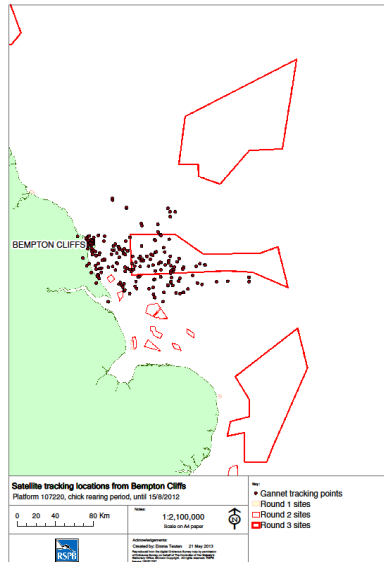 BEMPTON CLIFFS
Satellite tracking locations from Bempton Cliffs
Platform 107220, chick rearing period, until 15/8/2012
0 20 40 80 Km
Notes:
1:2,100,000
Scale on A4 paper
N
Key:
Gannet tracking points
Round 1 sites
Round 2 sites
Round 3 sites
RSPB
Acknowledgements:
Created by: Emma Teuten 21 May 2013